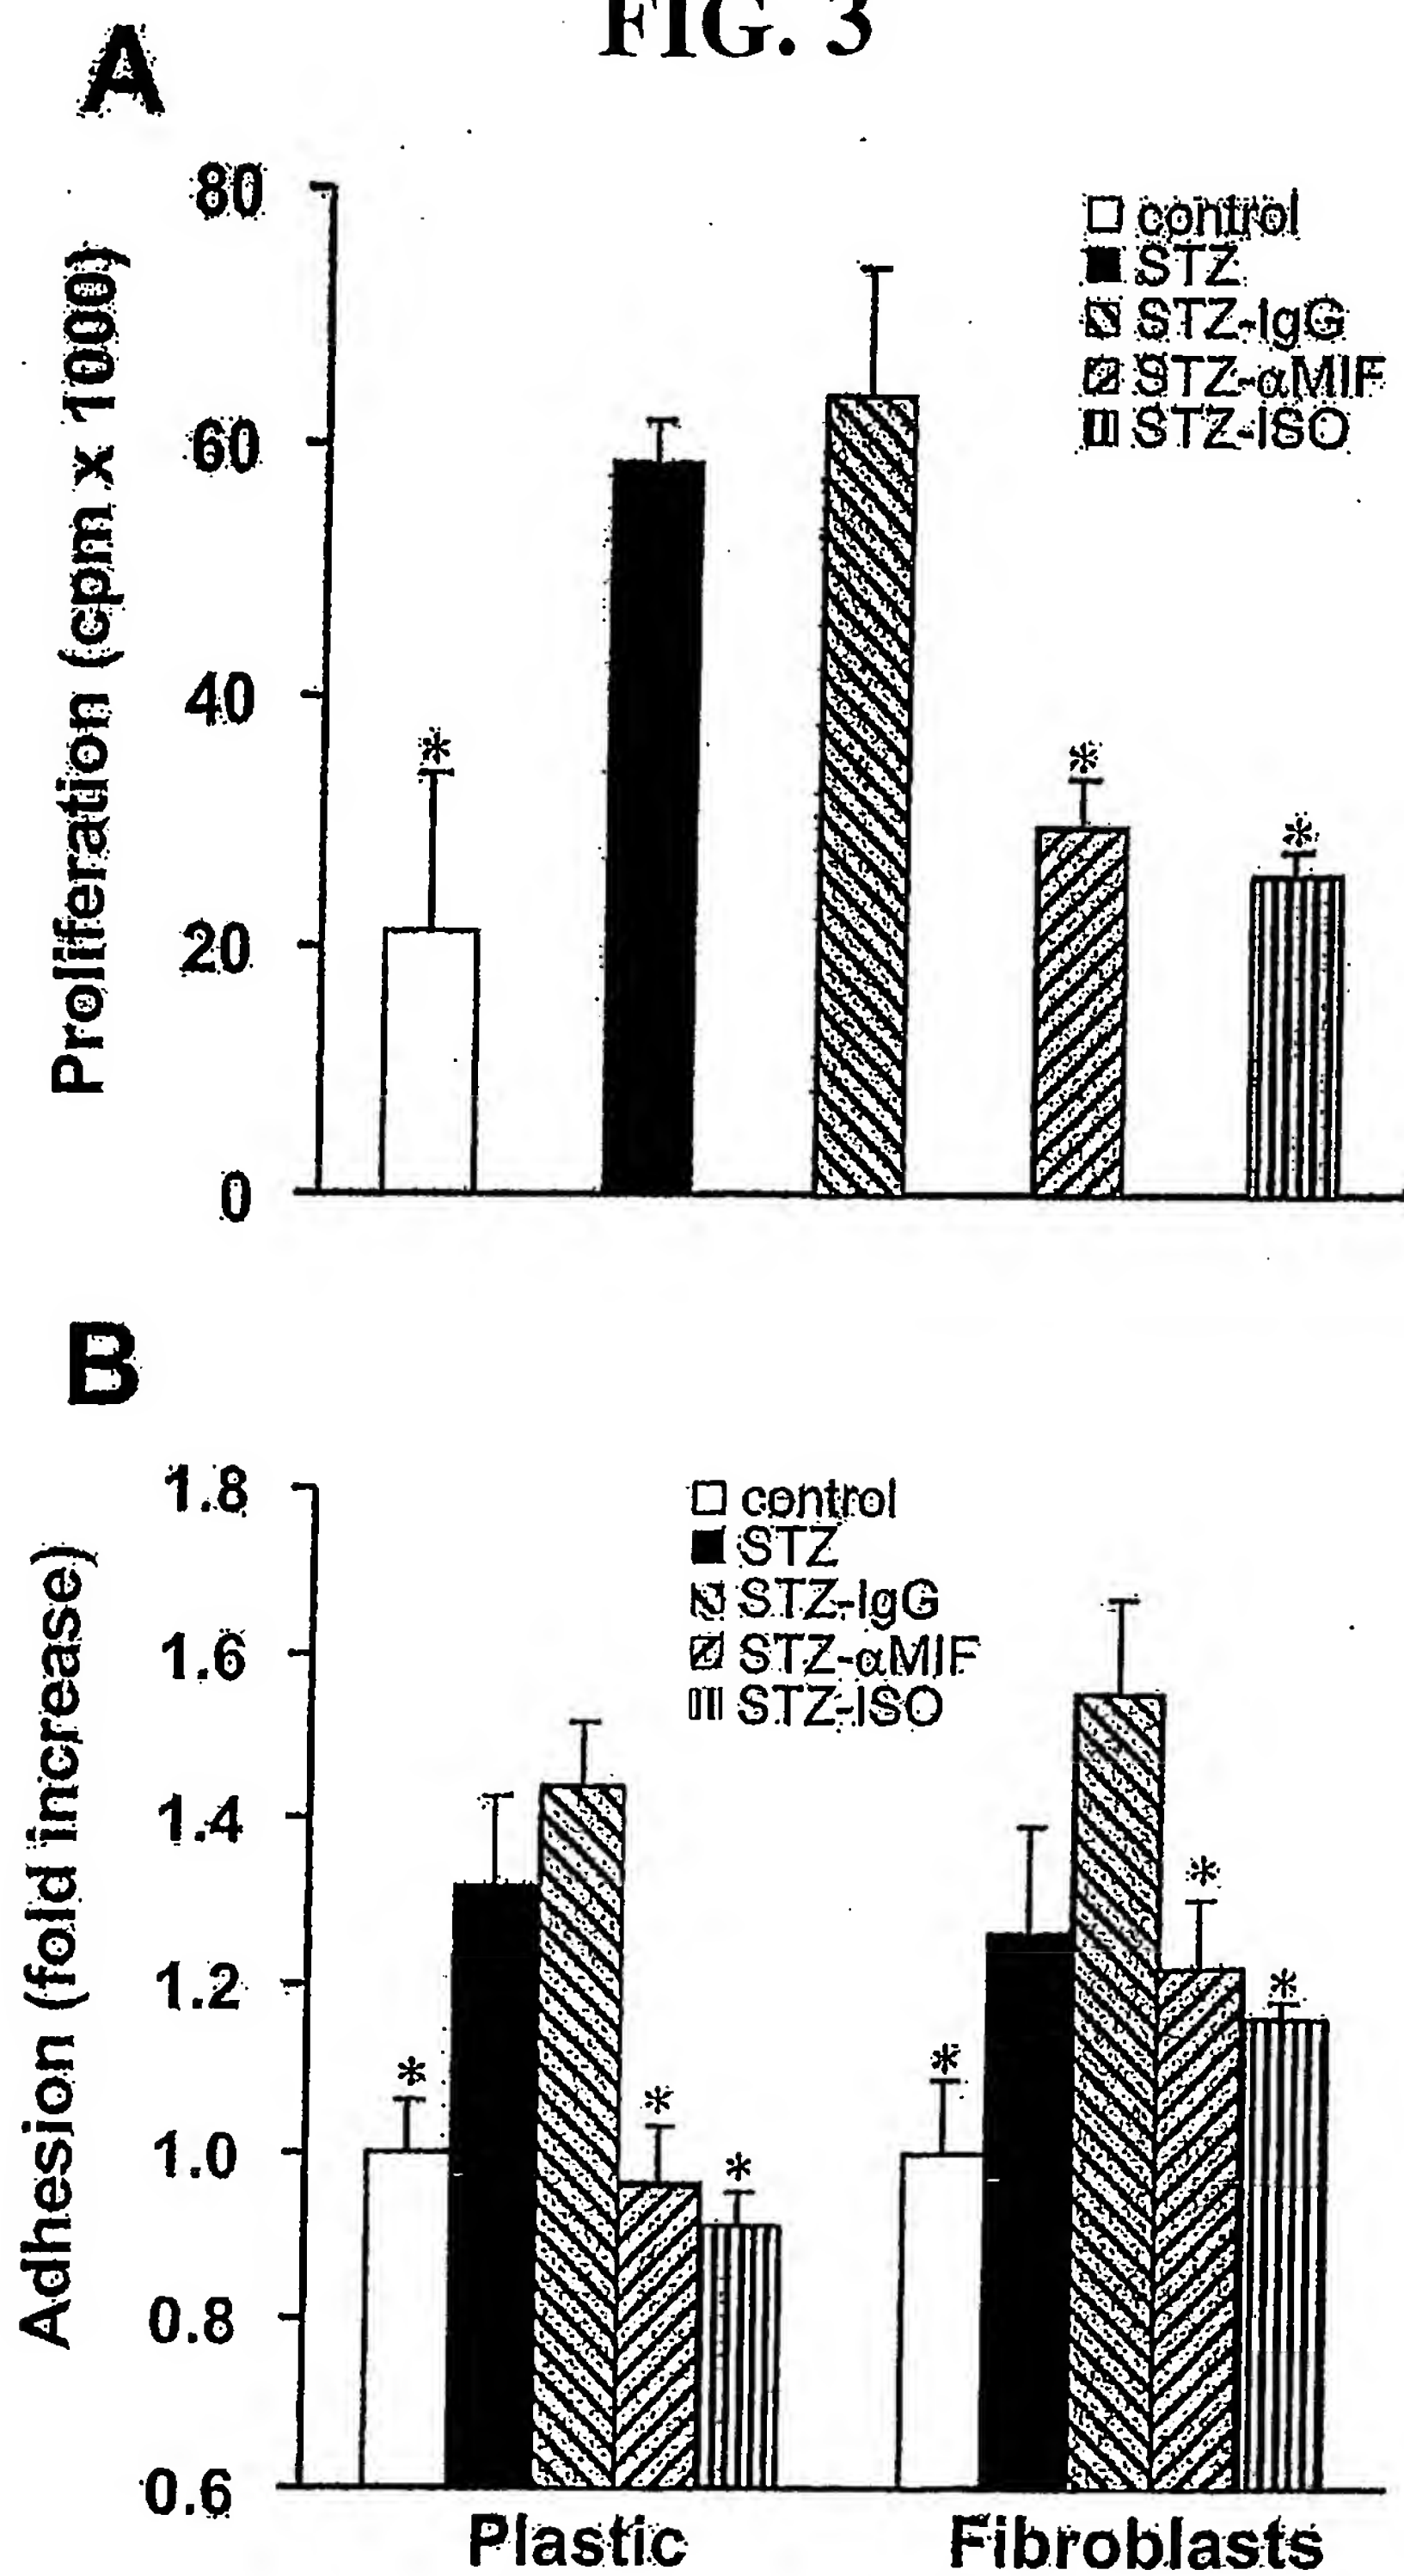 FIG. 3
A
Proliferation (cpm x 1000)
80
60
40
20
0
control
STZ
STZ-IgG
STZ-αMIF
STZ-ISO
*
*
*
B
Adhesion (fold increase)
1.8
1.6
1.4
1.2
1.0
0.8
0.6
control
STZ
STZ-IgG
STZ-αMIF
STZ-ISO
*
*
*
*
*
*
Plastic
Fibroblasts